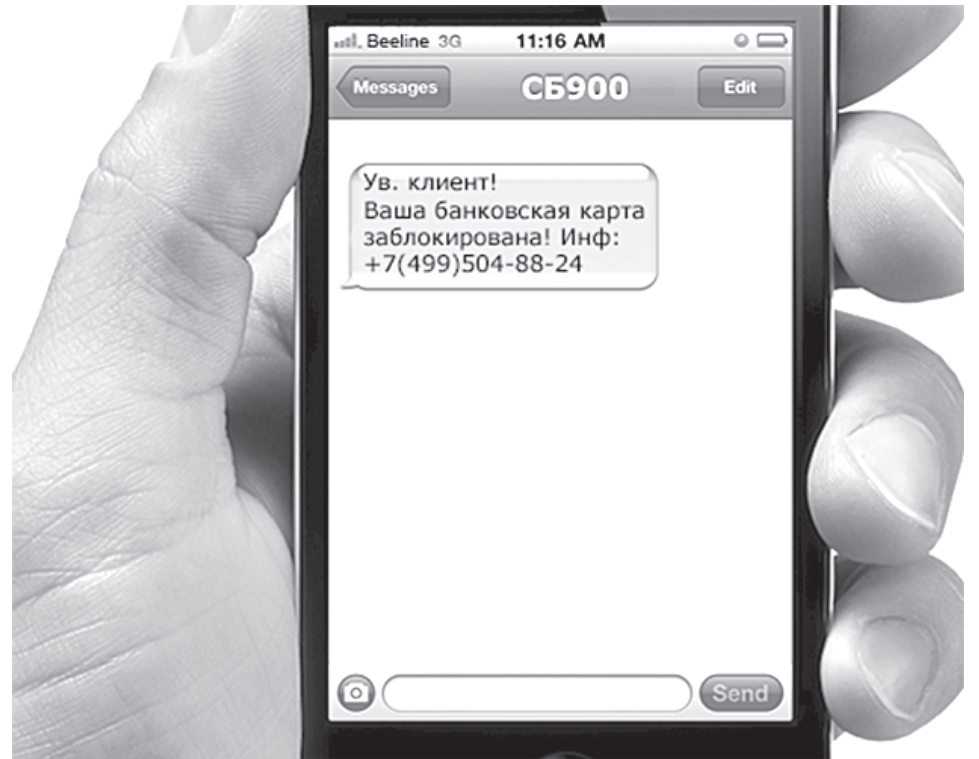 Beeline 3G 11:16 AM
Messages СБ900 Edit
Ув. клиент!
Ваша банковская карта
заблокирована! Инф:
+7(499)504-88-24
Send